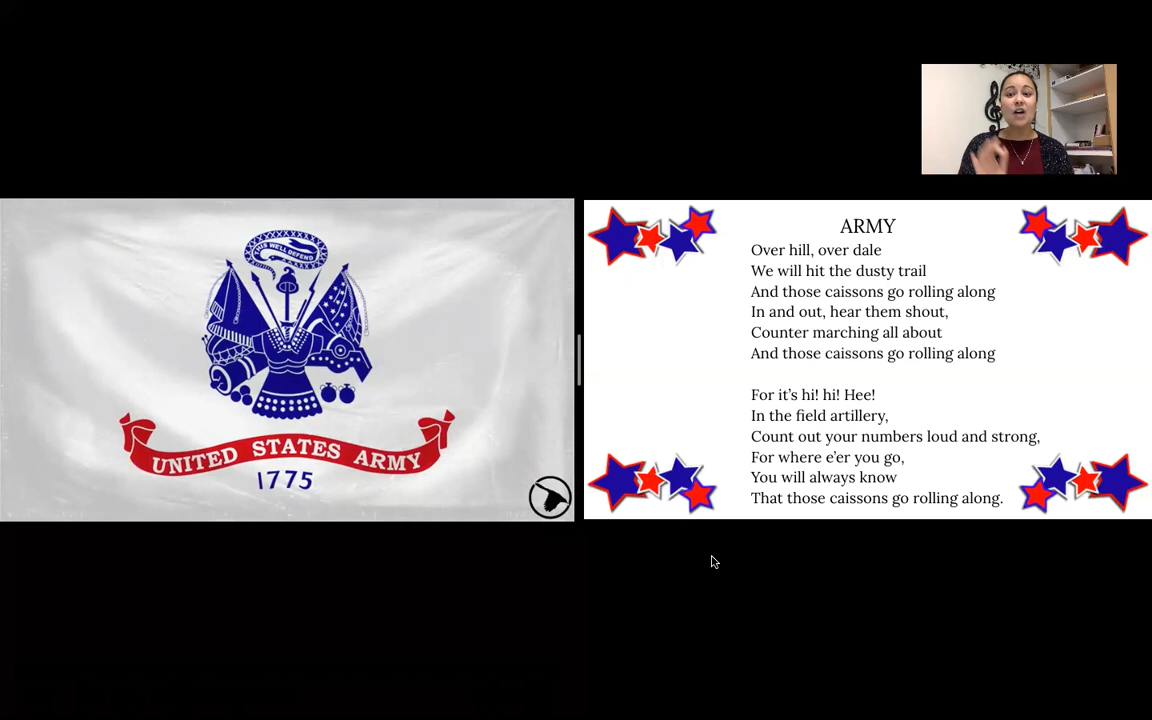 THIS WE'LL DEFEND
UNITED STATES ARMY
1775
ARMY
Over hill, over dale
We will hit the dusty trail
And those caissons go rolling along
In and out, hear them shout,
Counter marching all about
And those caissons go rolling along
For it's hi! hi! Hee!
In the field artillery,
Count out your numbers loud and strong,
For where e'er you go,
You will always know
That those caissons go rolling along.